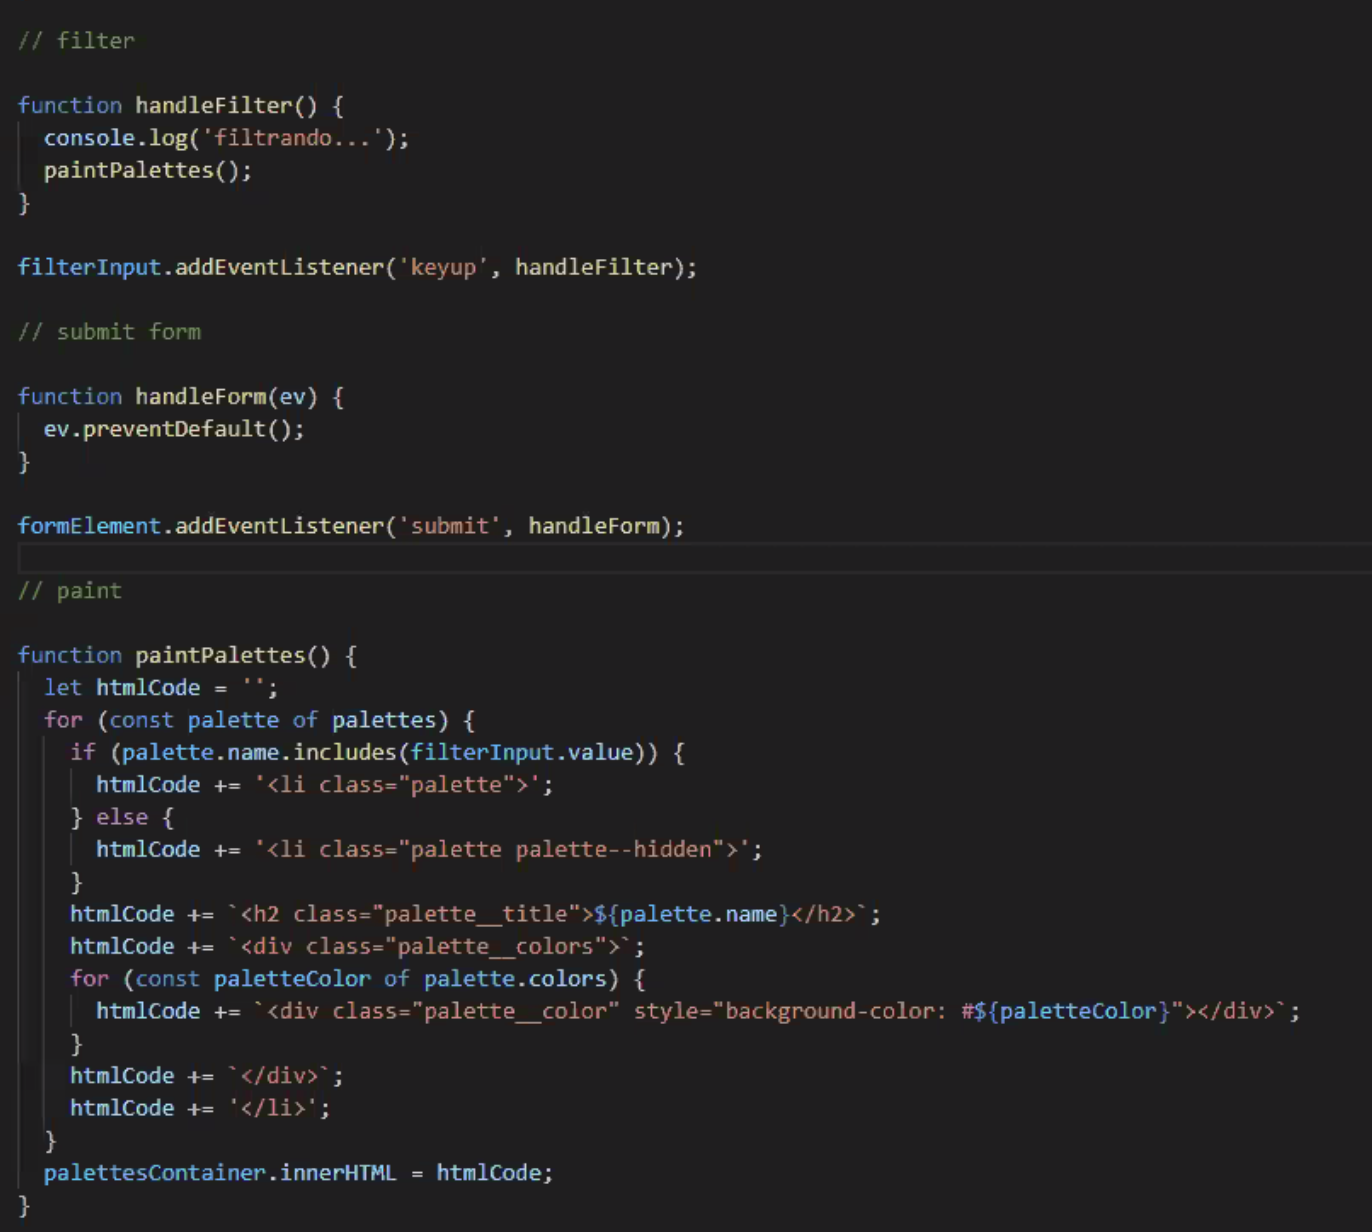 // filter
function handleFilter() {
  console.log('filtrando...');
  paintPalettes();
}
filterInput.addEventListener('keyup', handleFilter);
// submit form
function handleForm(ev) {
  ev.preventDefault();
}
formElement.addEventListener('submit', handleForm);
// paint
function paintPalettes() {
  let htmlCode = '';
  for (const palette of palettes) {
    if (palette.name.includes(filterInput.value)) {
      htmlCode += '<li class="palette">';
    } else {
      htmlCode += '<li class="palette palette--hidden">';
    }
    htmlCode += `<h2 class="palette__title">${palette.name}</h2>`;
    htmlCode += `<div class="palette__colors">`;
    for (const paletteColor of palette.colors) {
      htmlCode += `<div class="palette__color" style="background-color: #${paletteColor}"></div>`;
    }
    htmlCode += `</div>`;
    htmlCode += '</li>';
  }
  palettesContainer.innerHTML = htmlCode;
}